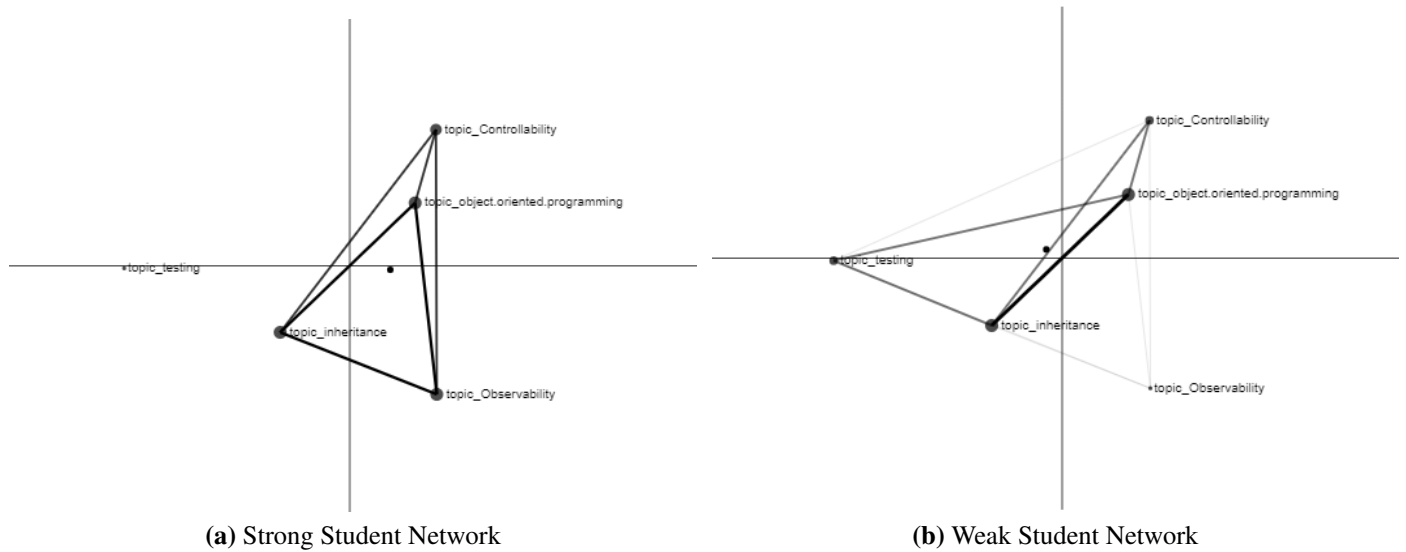 topic_Controllability
topic_object.oriented.programming
topic_testing
topic_inheritance
topic_Observability
(a) Strong Student Network
topic_Controllability
topic_object.oriented.programming
topic_testing
topic_inheritance
topic_Observability
(b) Weak Student Network